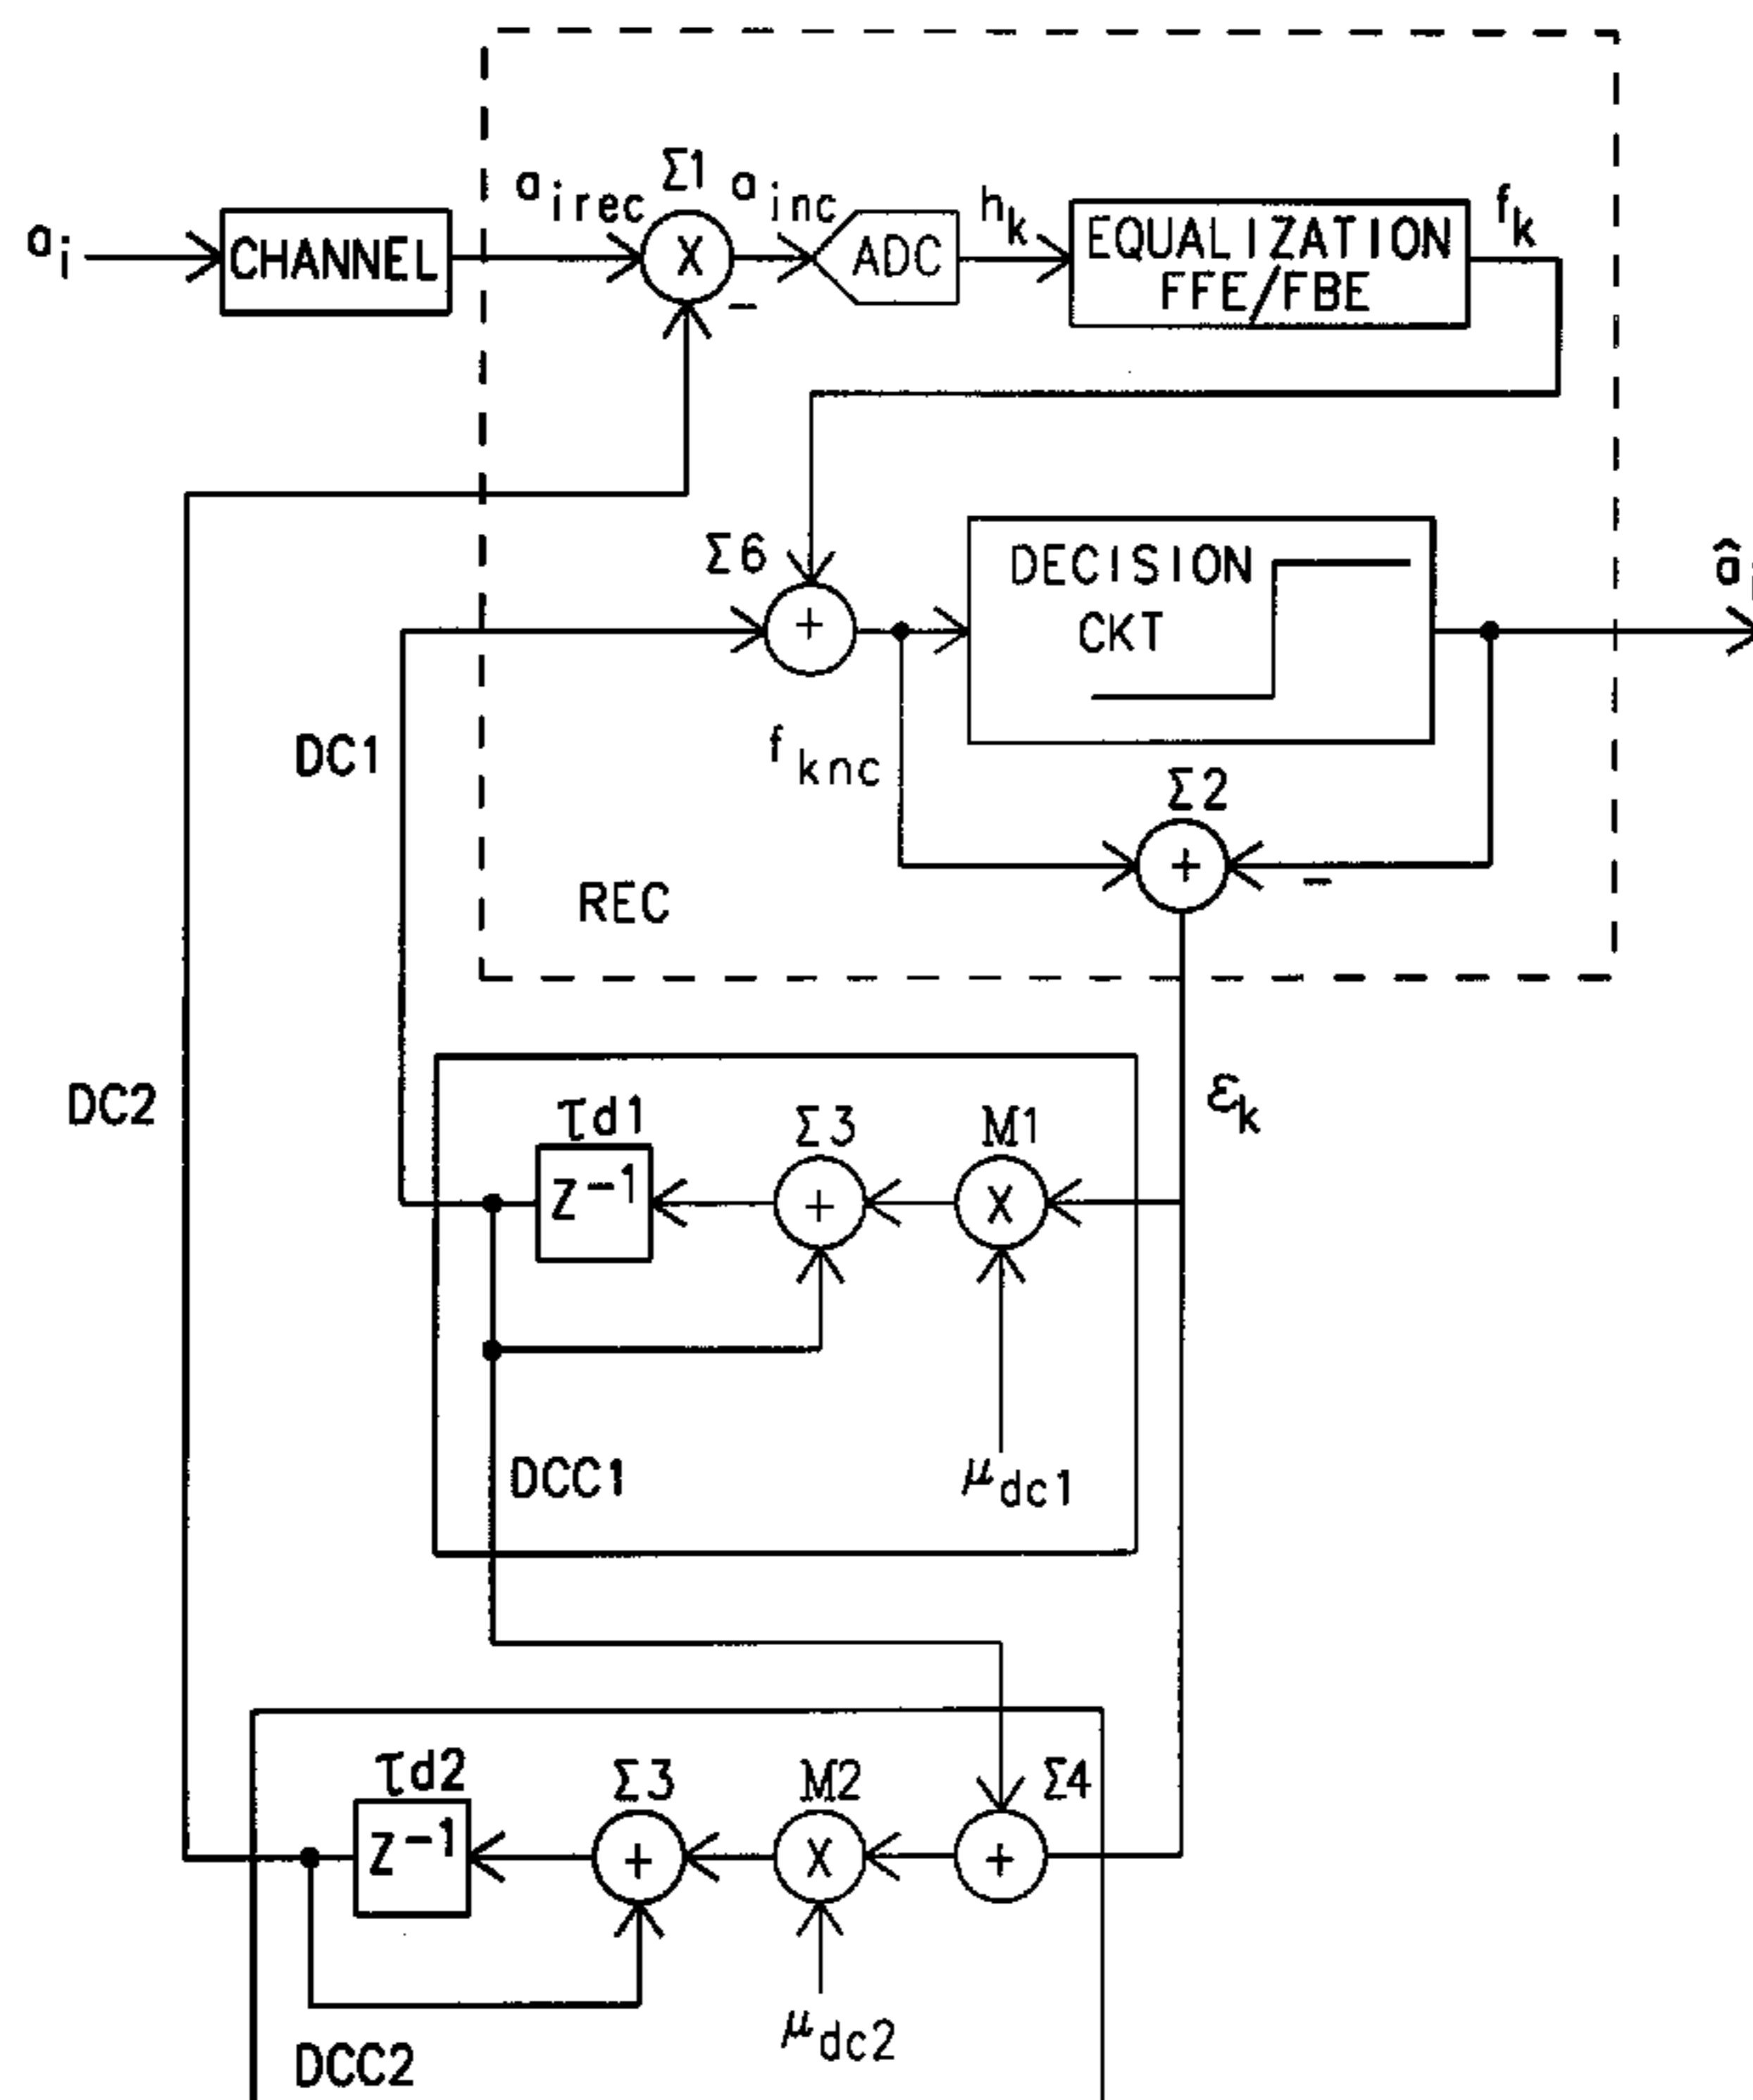 Σ1
a_i
CHANNEL
a_irec
X
a_inc
-
ADC
h_k
EQUALIZATION
FFE/FBE
f_k
Σ6
+
DECISION
CKT
DC1
f_knc
Σ2
+
-
REC
DC2
ε_k
τd1
Σ3
M1
z⁻¹
+
X
DCC1
μ_dc1
τd2
Σ3
M2
Σ4
z⁻¹
+
X
+
μ_dc2
DCC2